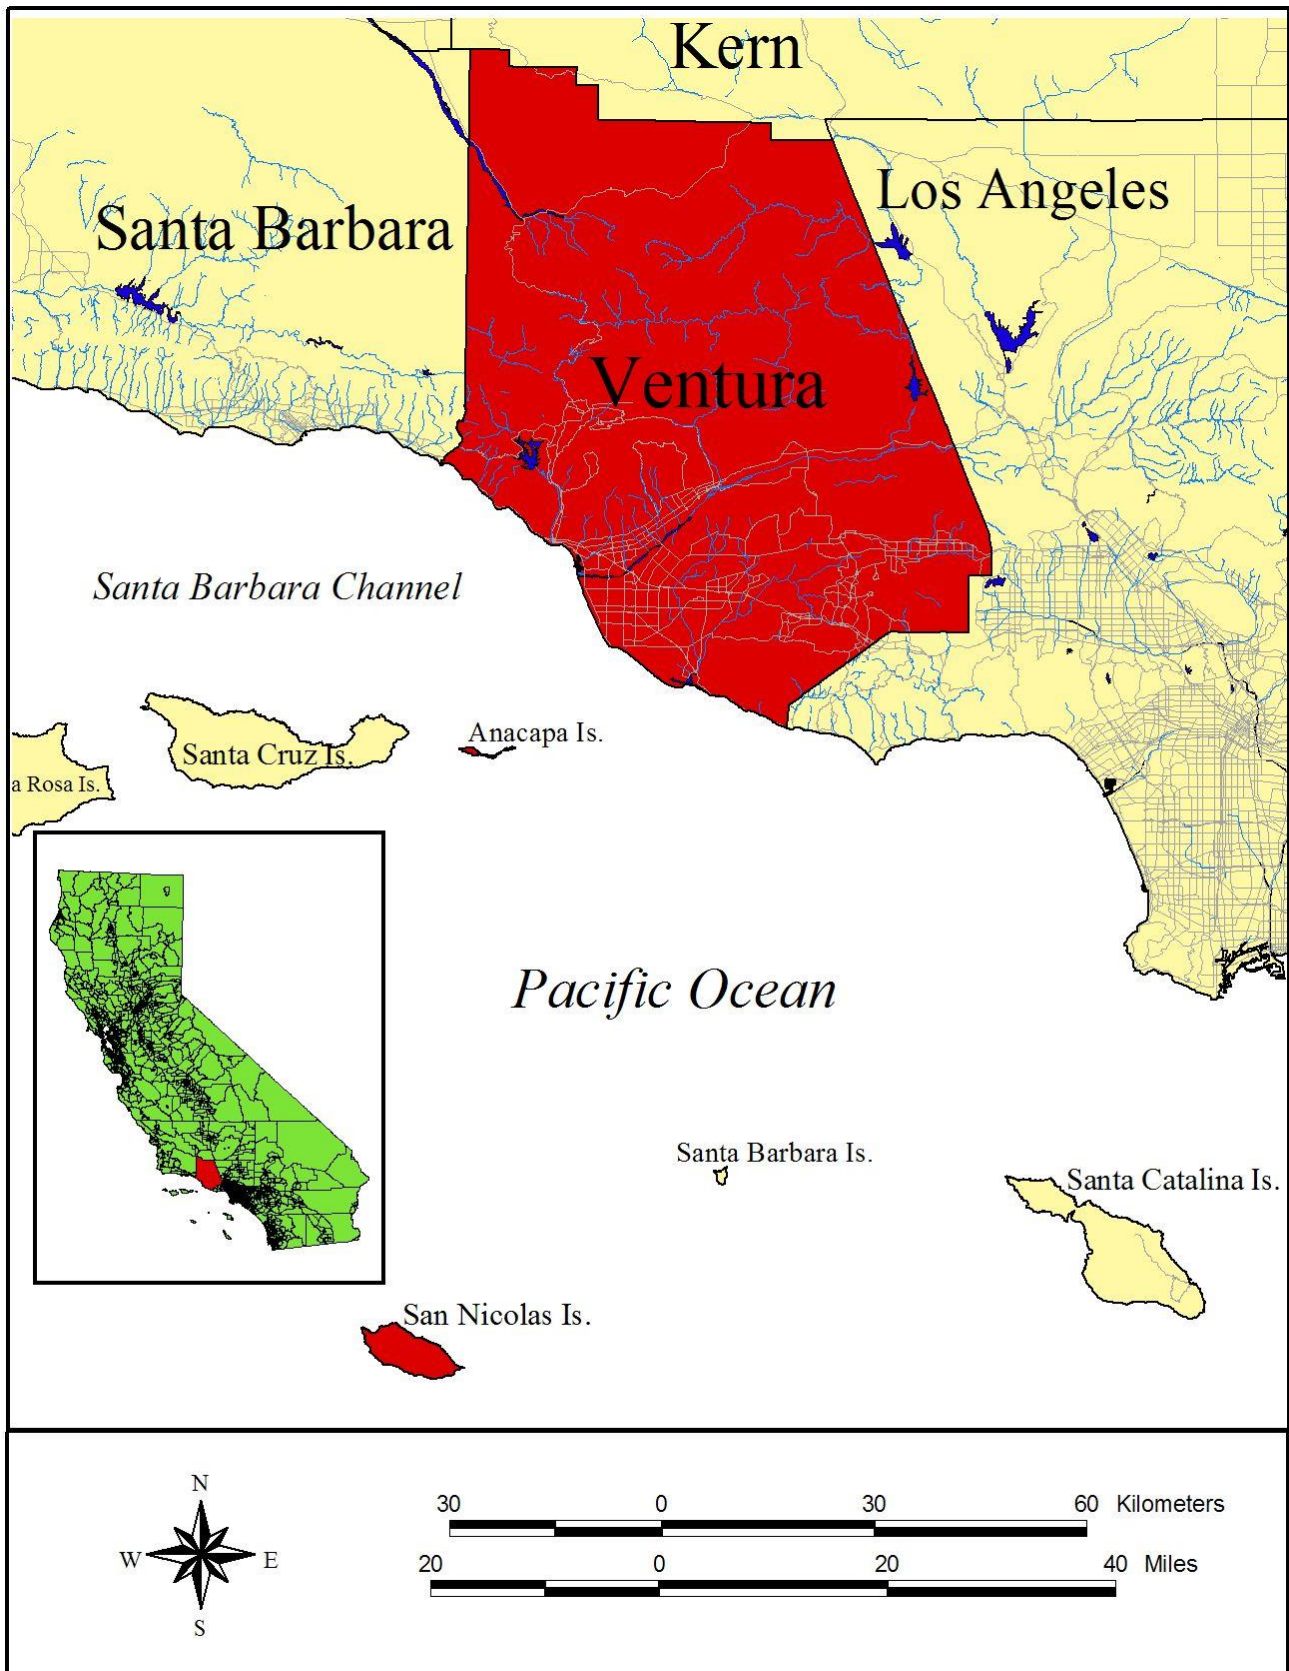 Kern
Los Angeles
Santa Barbara
Ventura
Santa Barbara Channel
Anacapa Is.
Santa Cruz Is.
a Rosa Is.
Pacific Ocean
Santa Barbara Is.
Santa Catalina Is.
San Nicolas Is.
N
W E
S
30 0 30 60 Kilometers
20 0 20 40 Miles